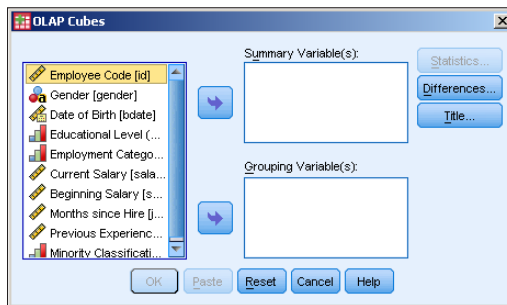 OLAP Cubes
Employee Code [id]
Gender [gender]
Date of Birth [bdate]
Educational Level (...
Employment Catego...
Current Salary [sala...
Beginning Salary [s...
Months since Hire [j...
Previous Experienc...
Minority Classificati...
Summary Variable(s):
Grouping Variable(s):
Statistics...
Differences...
Title...
OK Paste Reset Cancel Help